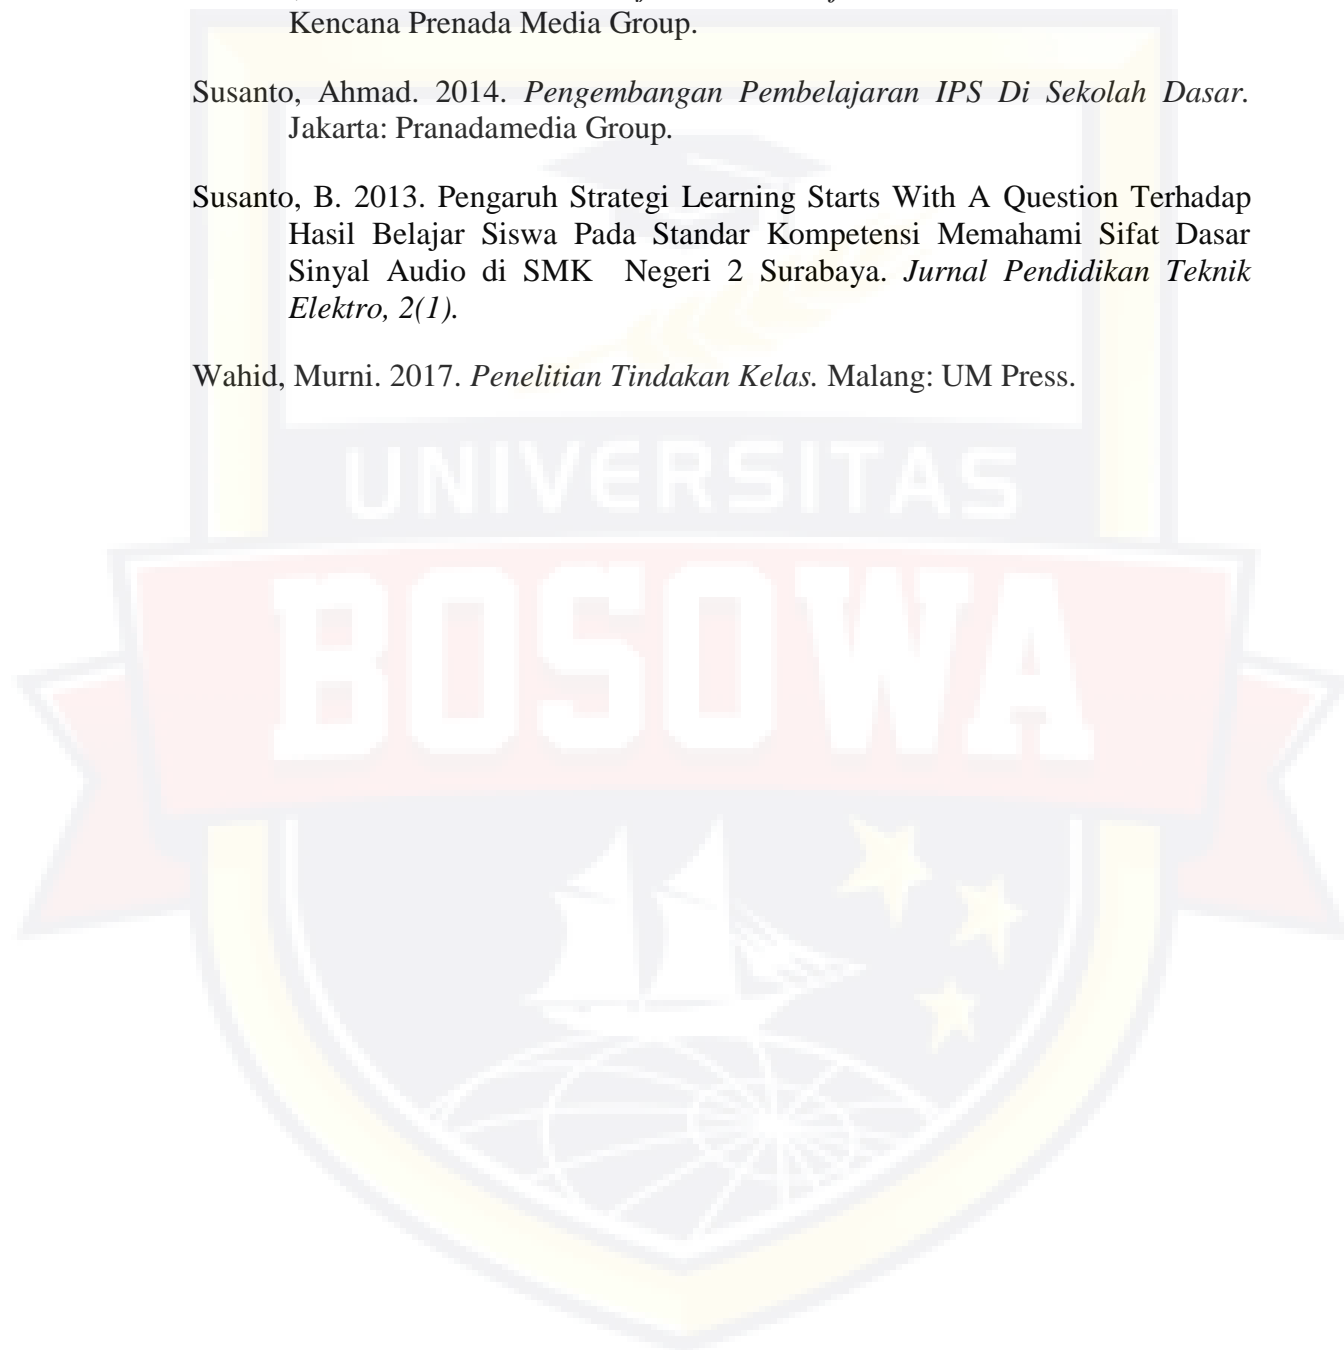 Kencana Prenada Media Group.
Susanto, Ahmad. 2014. Pengembangan Pembelajaran IPS Di Sekolah Dasar.
Jakarta: Pranadamedia Group.
Susanto, B. 2013. Pengaruh Strategi Learning Starts With A Question Terhadap
Hasil Belajar Siswa Pada Standar Kompetensi Memahami Sifat Dasar
Sinyal Audio di SMK Negeri 2 Surabaya. Jurnal Pendidikan Teknik
Elektro, 2(1).
Wahid, Murni. 2017. Penelitian Tindakan Kelas. Malang: UM Press.
UNIVERSITAS
BOSOWA